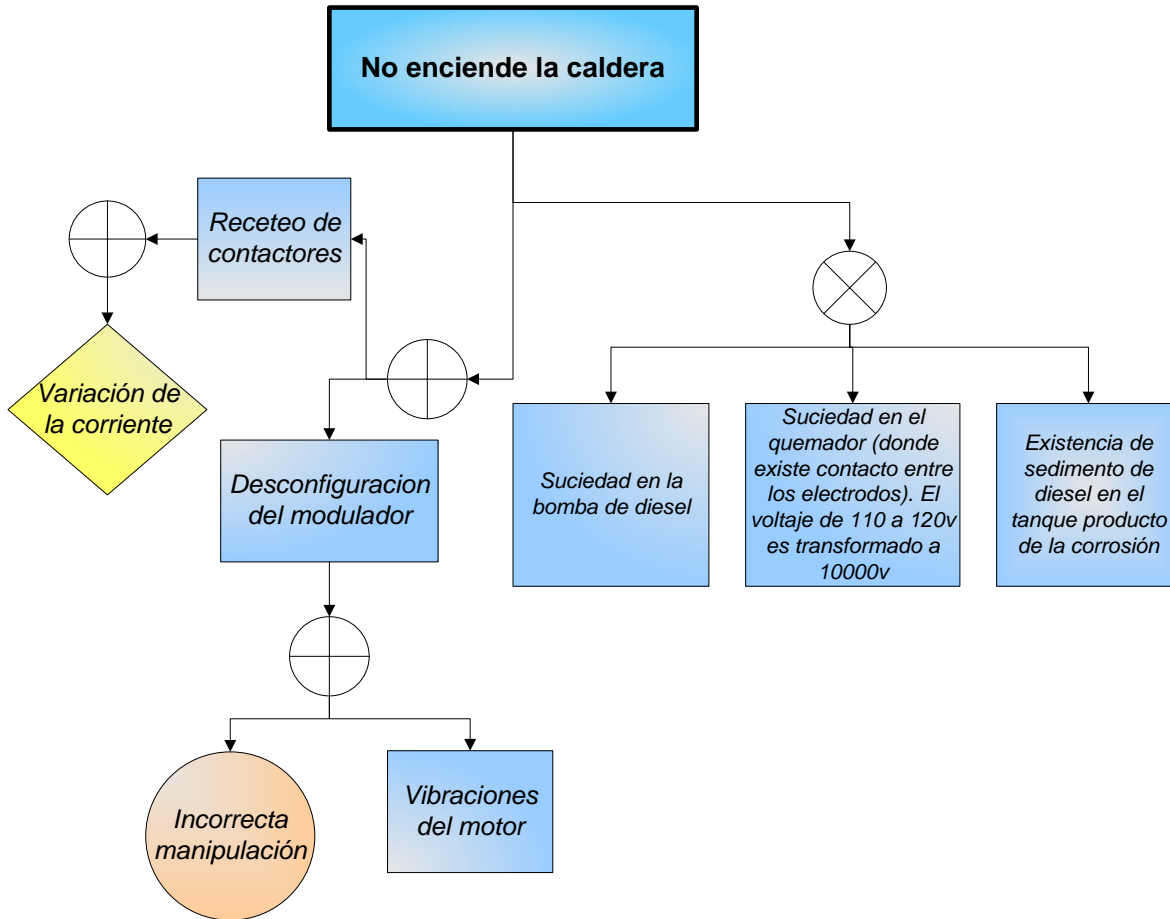 No enciende la caldera
Receteo de
contactores
Variación de
la corriente
Desconfiguracion
del modulador
Suciedad en la
bomba de diesel
Suciedad en el
quemador (donde
existe contacto entre
los electrodos). El
voltaje de 110 a 120v
es transformado a
10000v
Existencia de
sedimento de
diesel en el
tanque producto
de la corrosión
Incorrecta
manipulación
Vibraciones
del motor